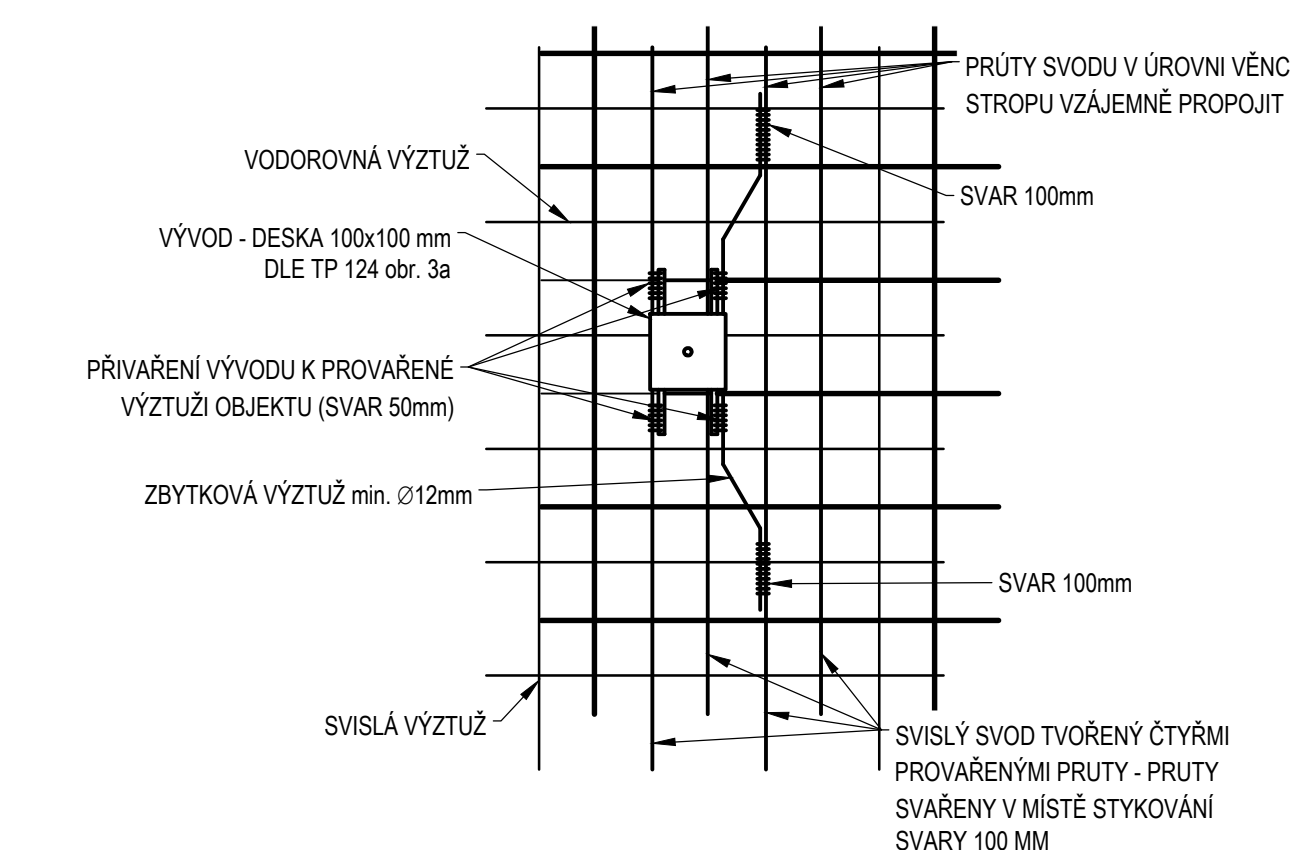 PRÚTY SVODU V ÚROVNI VĚNC
STROPU VZÁJEMNĚ PROPOJIT
VODOROVNÁ VÝZTUŽ
SVAR 100mm
VÝVOD - DESKA 100x100 mm
DLE TP 124 obr. 3a
PŘIVAŘENÍ VÝVODU K PROVAŘENÉ
VÝZTUŽI OBJEKTU (SVAR 50mm)
ZBYTKOVÁ VÝZTUŽ min. ∅12mm
SVAR 100mm
SVISLÁ VÝZTUŽ
SVISLÝ SVOD TVOŘENÝ ČTYŘMI
PROVAŘENÝMI PRUTY - PRUTY
SVAŘENY V MÍSTĚ STYKOVÁNÍ
SVARY 100 MM